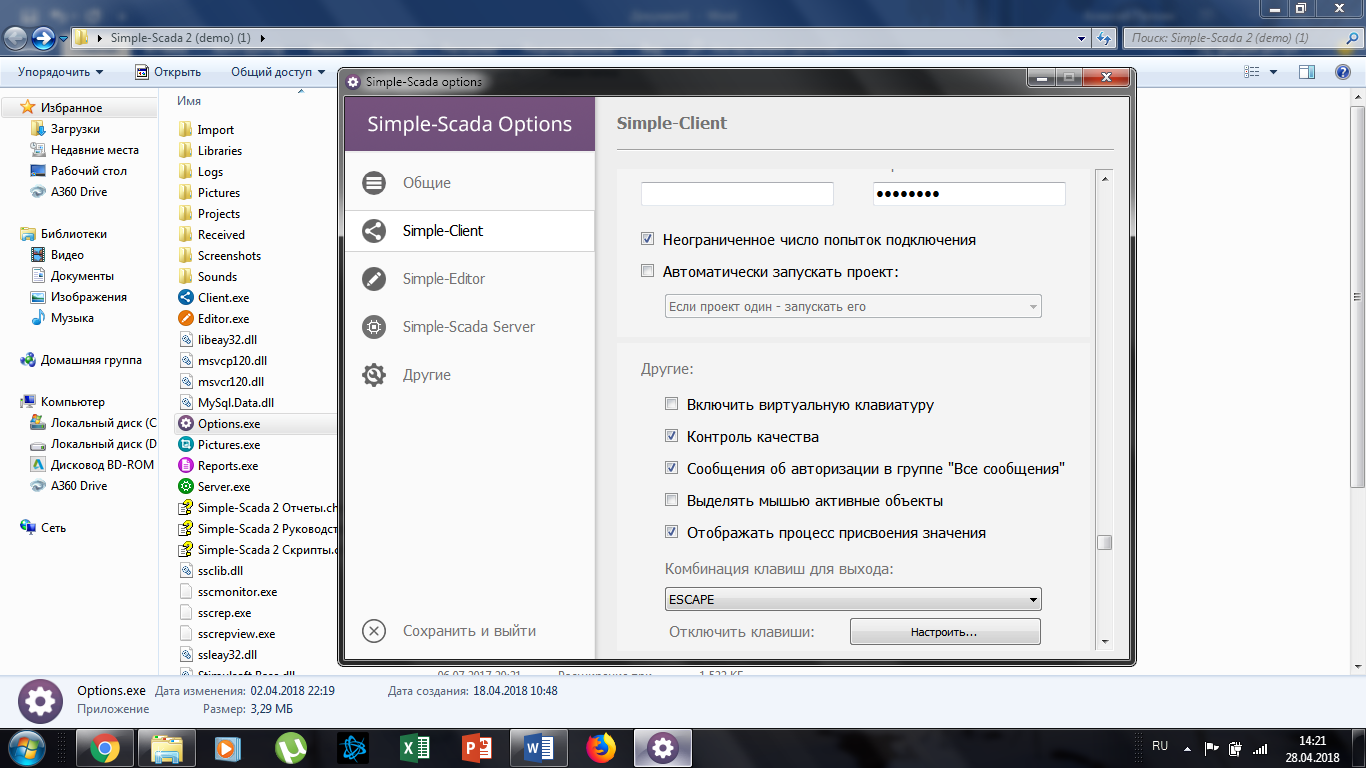 Simple-Scada 2 (demo) (1)
Поиск: Simple-Scada 2 (demo) (1)
Упорядочить
Открыть
Общий доступ
Избранное
Загрузки
Недавние места
Рабочий стол
A360 Drive
Библиотеки
Видео
Документы
Изображения
Музыка
Домашняя группа
Компьютер
Локальный диск (C
Локальный диск (D
Дисковод BD-ROM
A360 Drive
Сеть
Имя
Import
Libraries
Logs
Pictures
Projects
Received
Screenshots
Sounds
Client.exe
Editor.exe
libeay32.dll
msvcp120.dll
msvcr120.dll
MySql.Data.dll
Options.exe
Pictures.exe
Reports.exe
Server.exe
Simple-Scada 2 Отчеты.ch
Simple-Scada 2 Руководст
Simple-Scada 2 Скрипты.c
ssclib.dll
sscmonitor.exe
sscrep.exe
sscrepview.exe
ssleay32.dll
Simple-Scada options
Simple-Scada Options
Общие
Simple-Client
Simple-Editor
Simple-Scada Server
Другие
Сохранить и выйти
Simple-Client
Неограниченное число попыток подключения
Автоматически запускать проект:
Если проект один - запускать его
Другие:
Включить виртуальную клавиатуру
Контроль качества
Сообщения об авторизации в группе "Все сообщения"
Выделять мышью активные объекты
Отображать процесс присвоения значения
Комбинация клавиш для выхода:
ESCAPE
Отключить клавиши:
Настроить...
Options.exe Дата изменения: 02.04.2018 22:19 Дата создания: 18.04.2018 10:48
Приложение Размер: 3,29 МБ
RU
14:21
28.04.2018